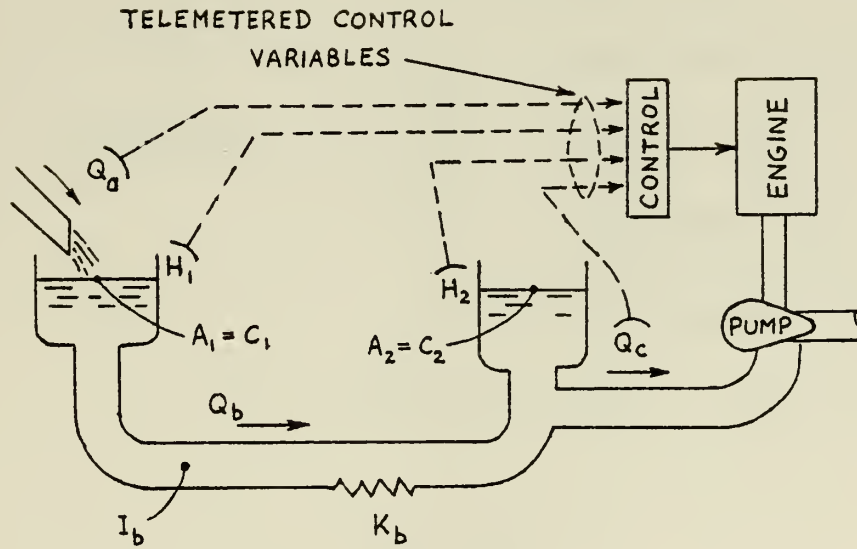 TELEMETERED CONTROL
VARIABLES
CONTROL
ENGINE
Qa
H1
H2
A1 = C1
A2 = C2
Qc
PUMP
Qb
Ib
Kb